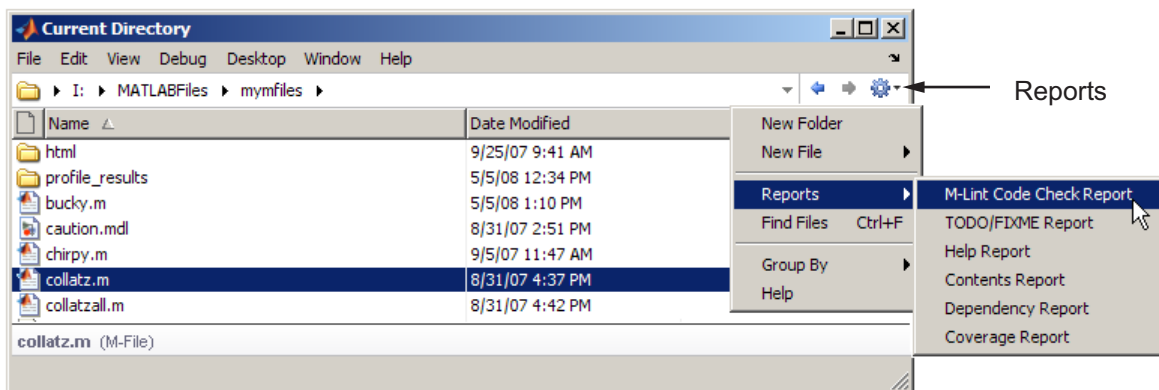 Current Directory
File Edit View Debug Desktop Window Help
I: MATLABFiles mymfiles
Reports
Name Date Modified
html 9/25/07 9:41 AM
profile_results 5/5/08 12:34 PM
bucky.m 5/5/08 1:10 PM
caution.mdl 8/31/07 2:51 PM
chirpy.m 9/5/07 11:47 AM
collatz.m 8/31/07 4:37 PM
collatzall.m 8/31/07 4:42 PM
collatz.m (M-File)
New Folder
New File
Reports
Find Files Ctrl+F
Group By
Help
M-Lint Code Check Report
TODO/FIXME Report
Help Report
Contents Report
Dependency Report
Coverage Report